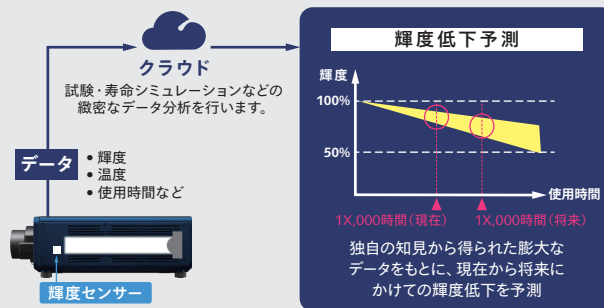 クラウド
試験・寿命シミュレーションなどの
緻密なデータ分析を行います。
データ
• 輝度
• 温度
• 使用時間など
輝度センサー
輝度低下予測
輝度
100%
50%
使用時間
1X,000時間(現在)
1X,000時間(将来)
独自の知見から得られた膨大な
データをもとに、現在から将来に
かけての輝度低下を予測